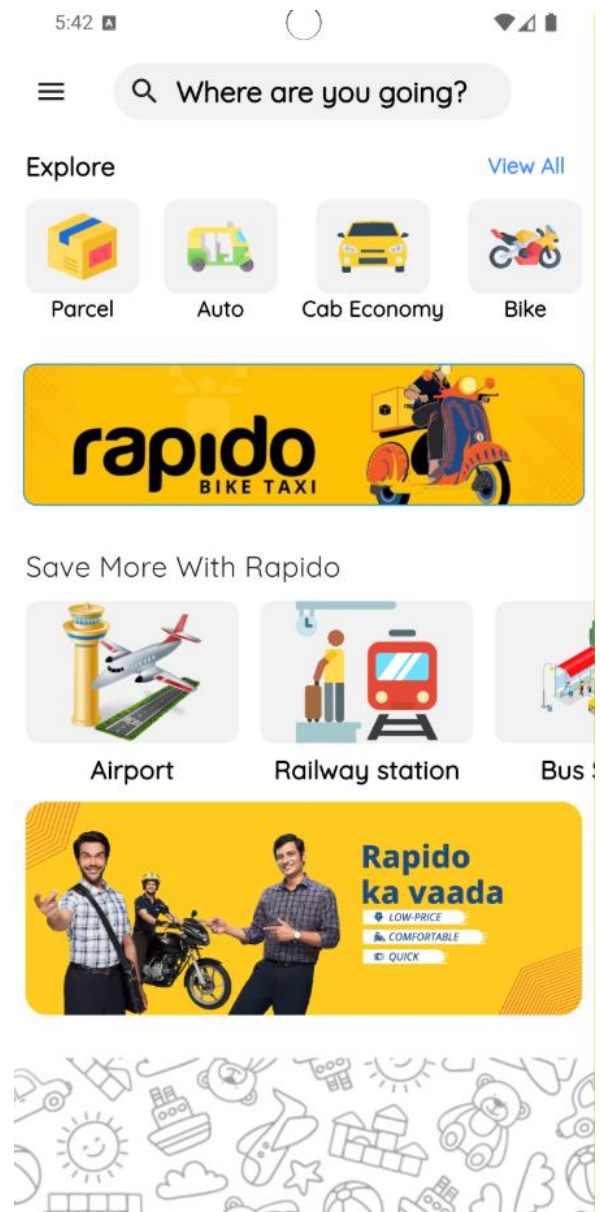 5:42 A
Where are you going?
Explore
View All
Parcel
Auto
Cab Economy
Bike
rapido
BIKE TAXI
Save More With Rapido
Airport
Railway station
Bus
Rapido
ka vaada
LOW-PRICE
COMFORTABLE
QUICK